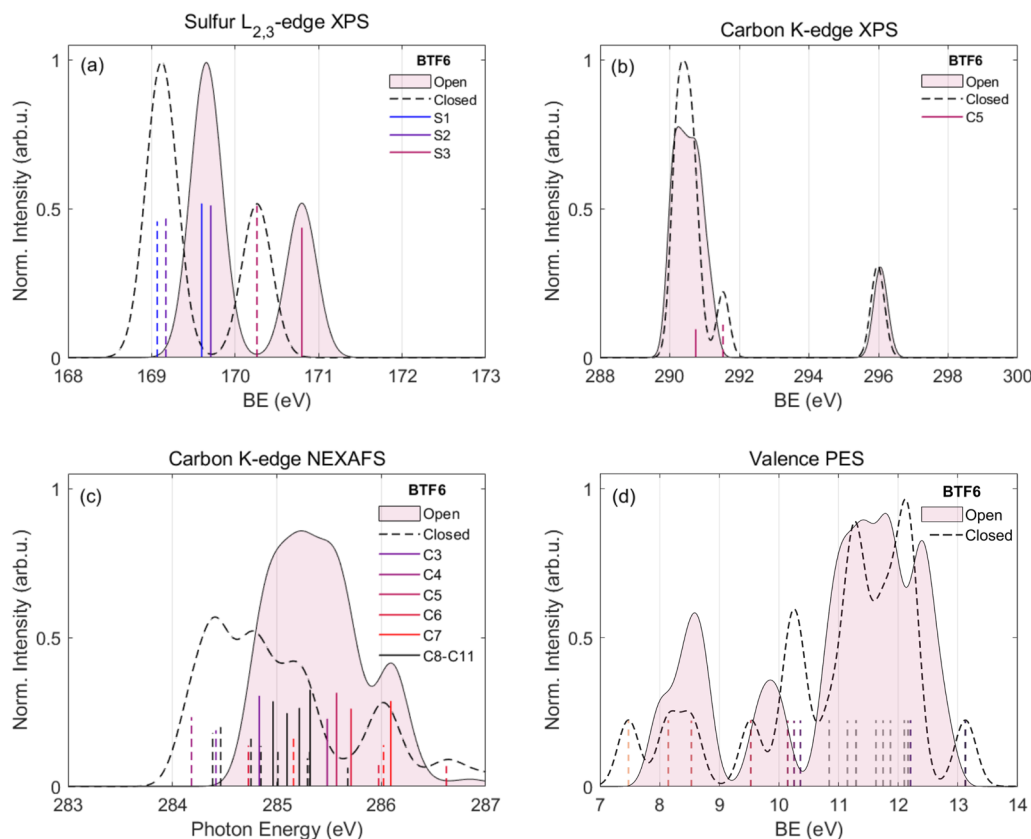 Sulfur L2,3-edge XPS
(a)
BTF6
Open
Closed
S1
S2
S3
1
0.5
0
Norm. Intensity (arb.u.)
168 169 170 171 172 173
BE (eV)
Carbon K-edge XPS
(b)
BTF6
Open
Closed
C5
1
0.5
0
Norm. Intensity (arb.u.)
288 290 292 294 296 298 300
BE (eV)
Carbon K-edge NEXAFS
(c)
BTF6
Open
Closed
C3
C4
C5
C6
C7
C8-C11
1
0.5
0
Norm. Intensity (arb.u.)
283 284 285 286 287
Photon Energy (eV)
Valence PES
(d)
BTF6
Open
Closed
1
0.5
0
Norm. Intensity (arb.u.)
7 8 9 10 11 12 13 14
BE (eV)